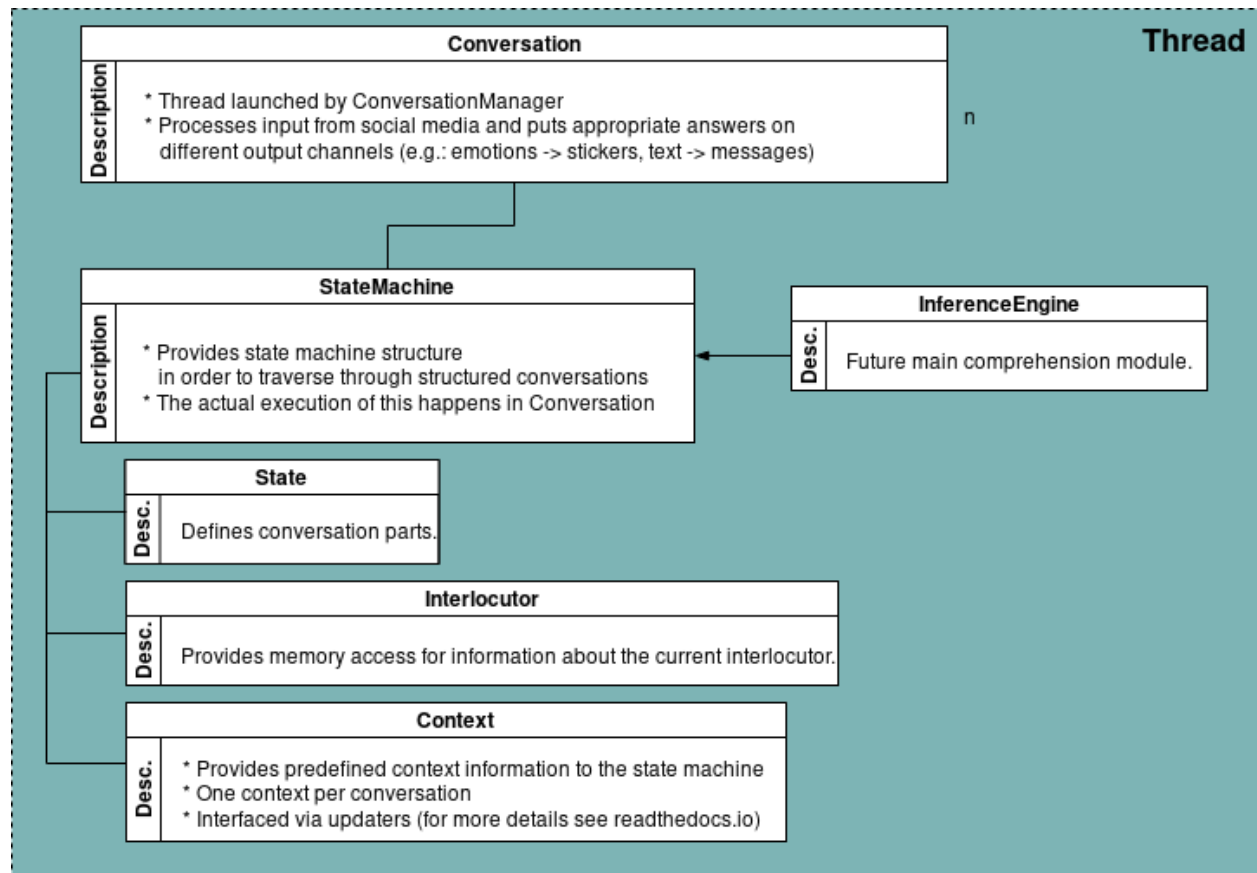 Thread
Conversation
Description
* Thread launched by ConversationManager
* Processes input from social media and puts appropriate answers on
different output channels (e.g.: emotions -> stickers, text -> messages)
n
StateMachine
Description
* Provides state machine structure
in order to traverse through structured conversations
* The actual execution of this happens in Conversation
InferenceEngine
Desc.
Future main comprehension module.
State
Desc.
Defines conversation parts.
Interlocutor
Desc.
Provides memory access for information about the current interlocutor.
Context
Desc.
* Provides predefined context information to the state machine
* One context per conversation
* Interfaced via updaters (for more details see readthedocs.io)